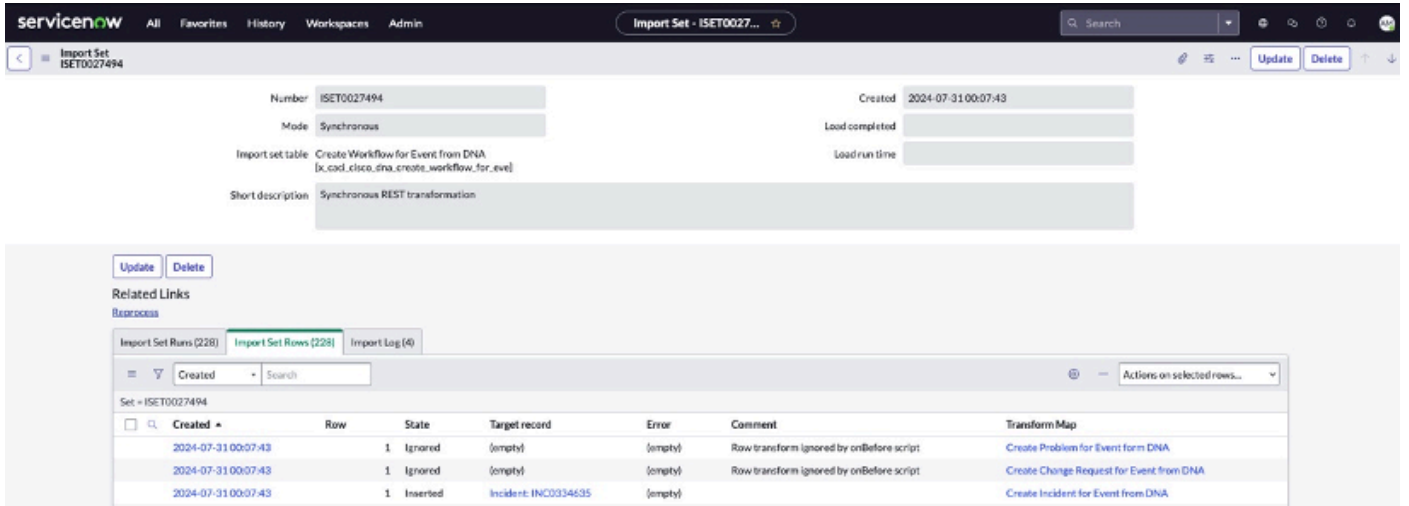 servicenow All Favorites History Workspaces Admin Import Set - ISET0027... Search
Import Set
ISET0027494
Update Delete
Number ISET0027494 Created 2024-07-31 00:07:43
Mode Synchronous Load completed
Import set table Create Workflow for Event from DNA Load run time
[x_caci_cisco_dna_create_workflow_for_eve]
Short description Synchronous REST transformation
Update Delete
Related Links
Reprocess
Import Set Runs (228) Import Set Rows (228) Import Log (4)
Created Search Actions on selected rows...
Set = ISET0027494
Created Row State Target record Error Comment Transform Map
2024-07-31 00:07:43 1 Ignored (empty) (empty) Row transform ignored by onBefore script Create Problem for Event form DNA
2024-07-31 00:07:43 1 Ignored (empty) (empty) Row transform ignored by onBefore script Create Change Request for Event from DNA
2024-07-31 00:07:43 1 Inserted Incident: INC0334635 (empty) Create Incident for Event from DNA